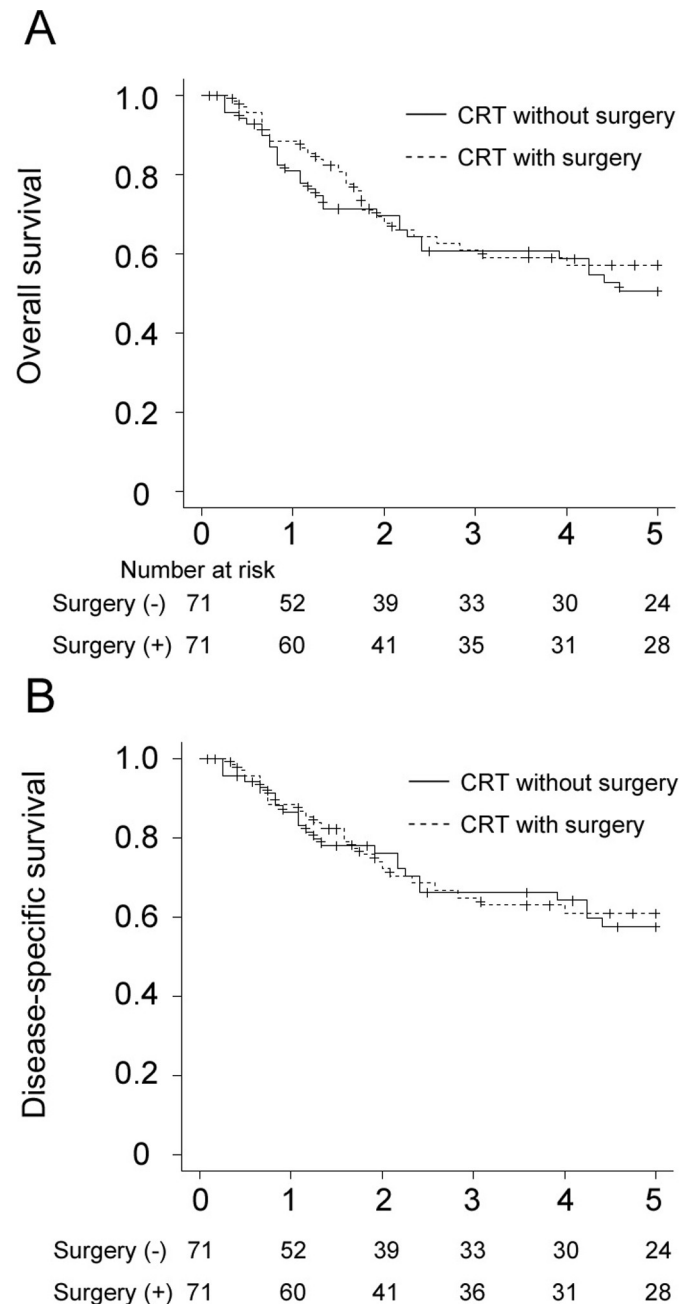 A
Overall survival
1.0
0.8
0.6
0.4
0.2
0
CRT without surgery
CRT with surgery
0 1 2 3 4 5
Number at risk
Surgery (-) 71 52 39 33 30 24
Surgery (+) 71 60 41 35 31 28
B
Disease-specific survival
1.0
0.8
0.6
0.4
0.2
0
CRT without surgery
CRT with surgery
0 1 2 3 4 5
Surgery (-) 71 52 39 33 30 24
Surgery (+) 71 60 41 36 31 28